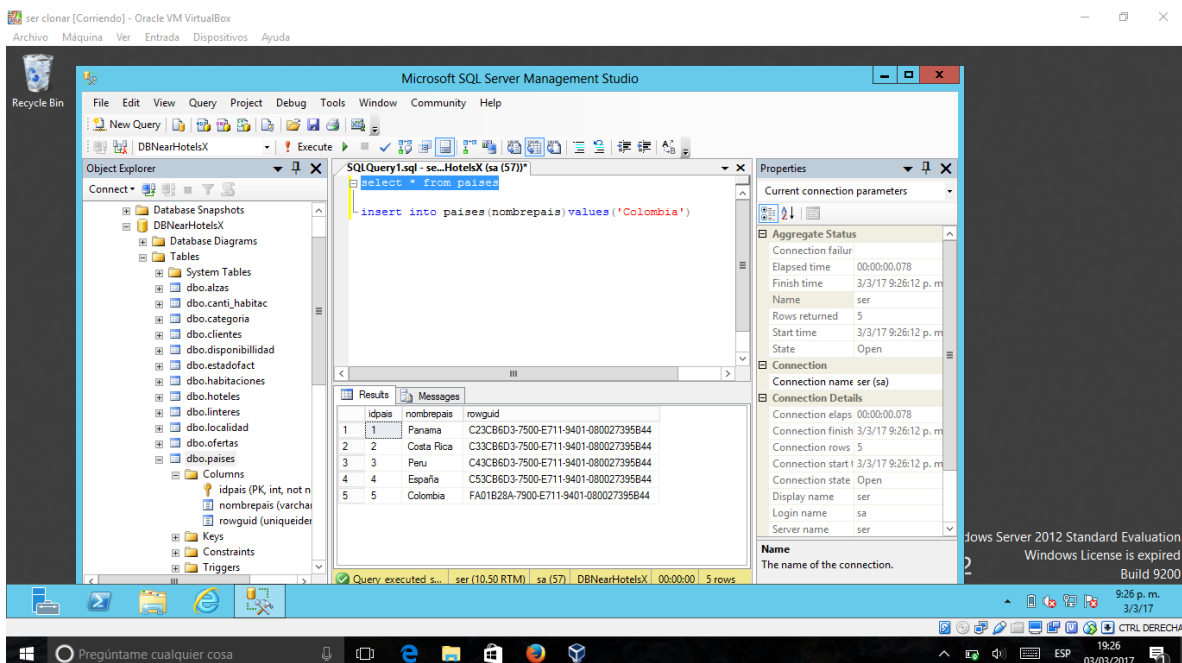 ser clonar [Corriendo] - Oracle VM VirtualBox
Archivo Máquina Ver Entrada Dispositivos Ayuda
Recycle Bin
Microsoft SQL Server Management Studio
File Edit View Query Project Debug Tools Window Community Help
New Query
DBNearHotelsX
Execute
Object Explorer
Connect
Database Snapshots
DBNearHotelsX
Database Diagrams
Tables
System Tables
dbo.alzas
dbo.canti_habitac
dbo.categoria
dbo.clientes
dbo.disponibillidad
dbo.estadofact
dbo.habitaciones
dbo.hoteles
dbo.linteres
dbo.localidad
dbo.ofertas
dbo.paises
Columns
idpais (PK, int, not n
nombrepais (varchar
rowguid (uniqueider
Keys
Constraints
Triggers
SQLQuery1.sql - se...HotelsX (sa (57))*
select * from paises
insert into paises(nombrepais)values('Colombia')
Results Messages
idpais nombrepais rowguid
1 1 Panama C23CB6D3-7500-E711-9401-080027395B44
2 2 Costa Rica C33CB6D3-7500-E711-9401-080027395B44
3 3 Peru C43CB6D3-7500-E711-9401-080027395B44
4 4 España C53CB6D3-7500-E711-9401-080027395B44
5 5 Colombia FA01B28A-7900-E711-9401-080027395B44
Query executed s... ser (10.50 RTM) sa (57) DBNearHotelsX 00:00:00 5 rows
Properties
Current connection parameters
Aggregate Status
Connection failur
Elapsed time 00:00:00.078
Finish time 3/3/17 9:26:12 p. m
Name ser
Rows returned 5
Start time 3/3/17 9:26:12 p. m
State Open
Connection
Connection name ser (sa)
Connection Details
Connection elaps 00:00:00.078
Connection finish 3/3/17 9:26:12 p. m
Connection rows 5
Connection start t 3/3/17 9:26:12 p. m
Connection state Open
Display name ser
Login name sa
Server name ser
Name
The name of the connection.
dows Server 2012 Standard Evaluation
Windows License is expired
Build 9200
2
9:26 p. m.
3/3/17
CTRL DERECHA
Pregúntame cualquier cosa
ESP
19:26
03/03/2017